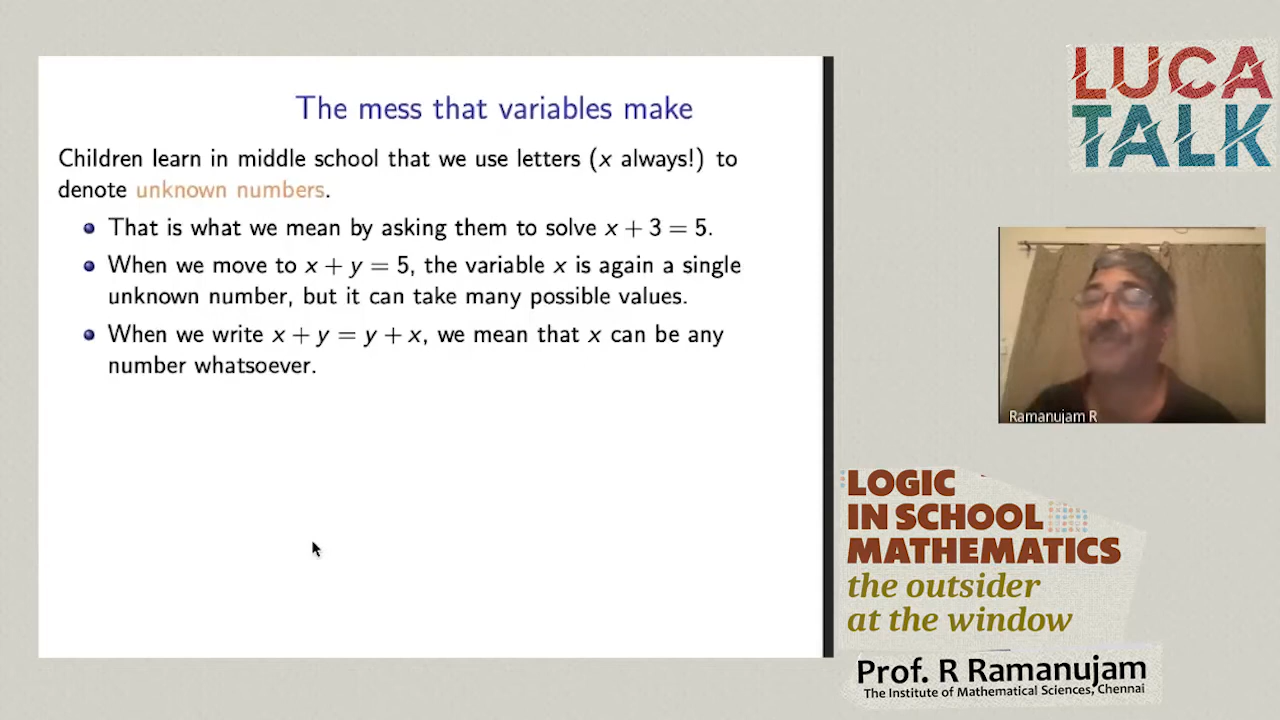 The mess that variables make
Children learn in middle school that we use letters (x always!) to
denote unknown numbers.
That is what we mean by asking them to solve x + 3 = 5.
When we move to x + y = 5, the variable x is again a single
unknown number, but it can take many possible values.
When we write x + y = y + x, we mean that x can be any
number whatsoever.
LUCA
TALK
Ramanujam R
LOGIC
IN SCHOOL
MATHEMATICS
the outsider
at the window
Prof. R Ramanujam
The Institute of Mathematical Sciences, Chennai